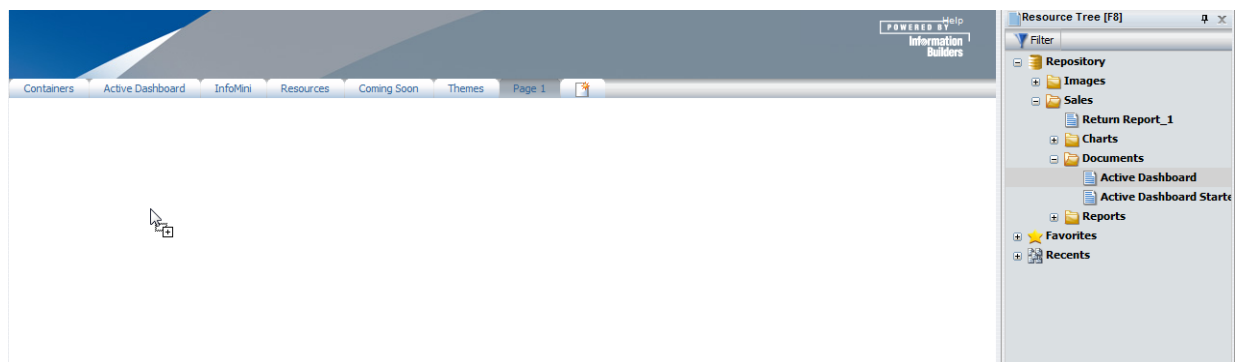 Help
POWERED BY
Information
Builders
Containers Active Dashboard InfoMini Resources Coming Soon Themes Page 1
Resource Tree [F8]
Filter
Repository
Images
Sales
Return Report_1
Charts
Documents
Active Dashboard
Active Dashboard Starte
Reports
Favorites
Recents